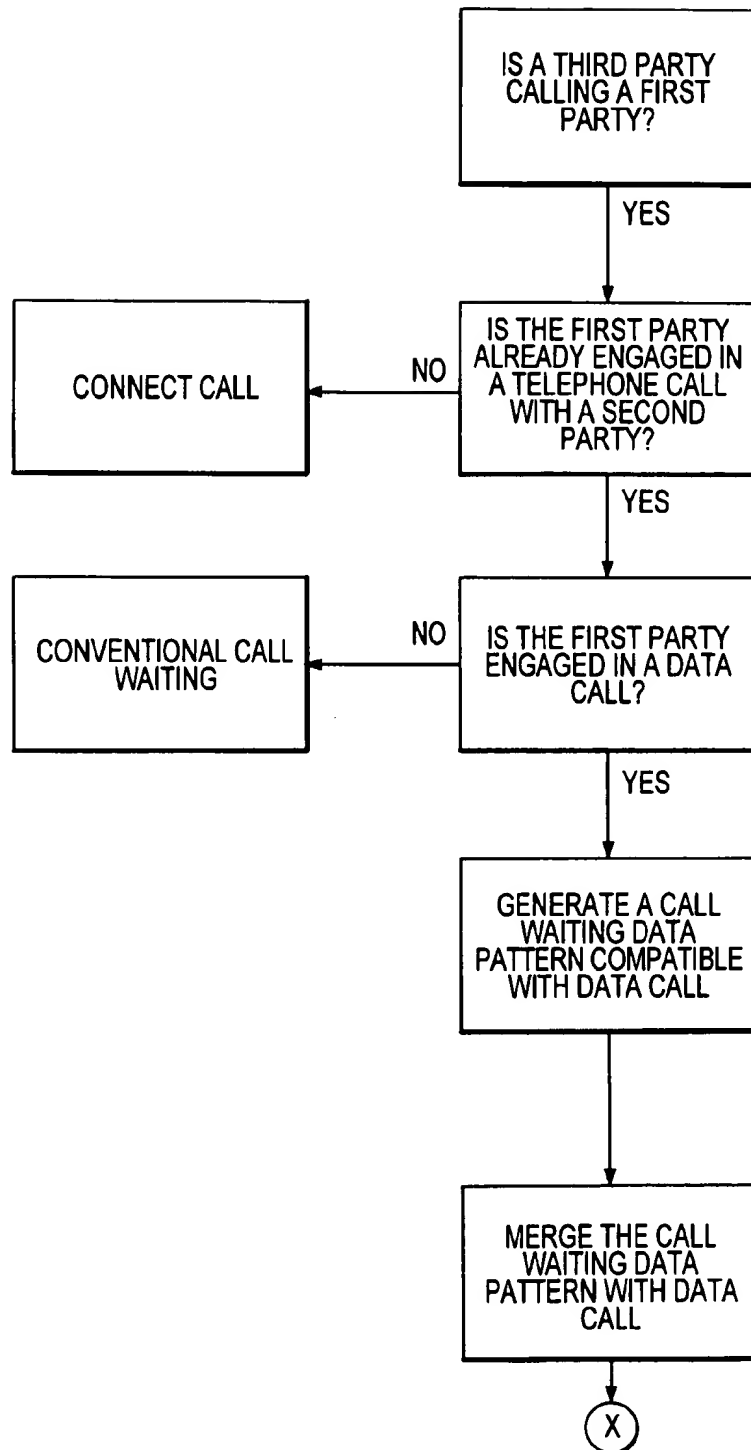 IS A THIRD PARTY
CALLING A FIRST
PARTY?
YES
IS THE FIRST PARTY
ALREADY ENGAGED IN
A TELEPHONE CALL
WITH A SECOND
PARTY?
NO
CONNECT CALL
YES
IS THE FIRST PARTY
ENGAGED IN A DATA
CALL?
NO
CONVENTIONAL CALL
WAITING
YES
GENERATE A CALL
WAITING DATA
PATTERN COMPATIBLE
WITH DATA CALL
MERGE THE CALL
WAITING DATA
PATTERN WITH DATA
CALL
X